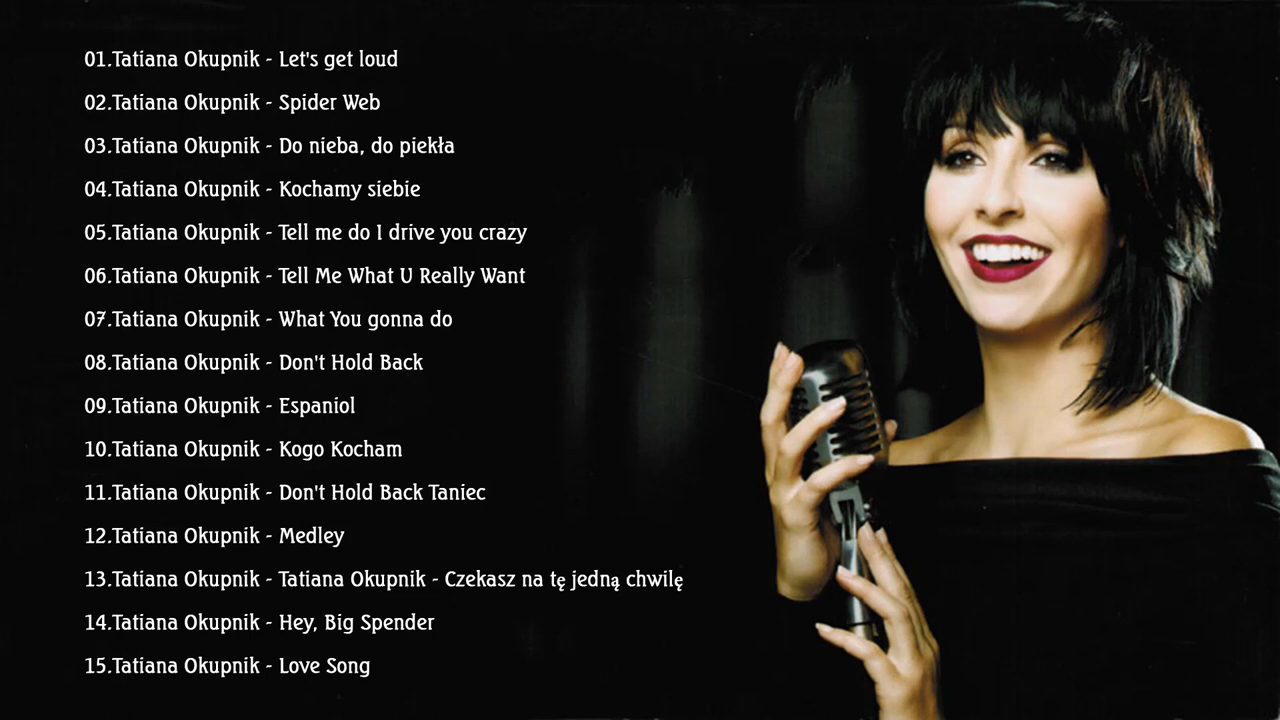 01.Tatiana Okupnik - Let's get loud
02.Tatiana Okupnik - Spider Web
03.Tatiana Okupnik - Do nieba, do piekła
04.Tatiana Okupnik - Kochamy siebie
05.Tatiana Okupnik - Tell me do I drive you crazy
06.Tatiana Okupnik - Tell Me What U Really Want
07.Tatiana Okupnik - What You gonna do
08.Tatiana Okupnik - Don't Hold Back
09.Tatiana Okupnik - Espaniol
10.Tatiana Okupnik - Kogo Kocham
11.Tatiana Okupnik - Don't Hold Back Taniec
12.Tatiana Okupnik - Medley
13.Tatiana Okupnik - Tatiana Okupnik - Czekasz na tę jedną chwilę
14.Tatiana Okupnik - Hey, Big Spender
15.Tatiana Okupnik - Love Song